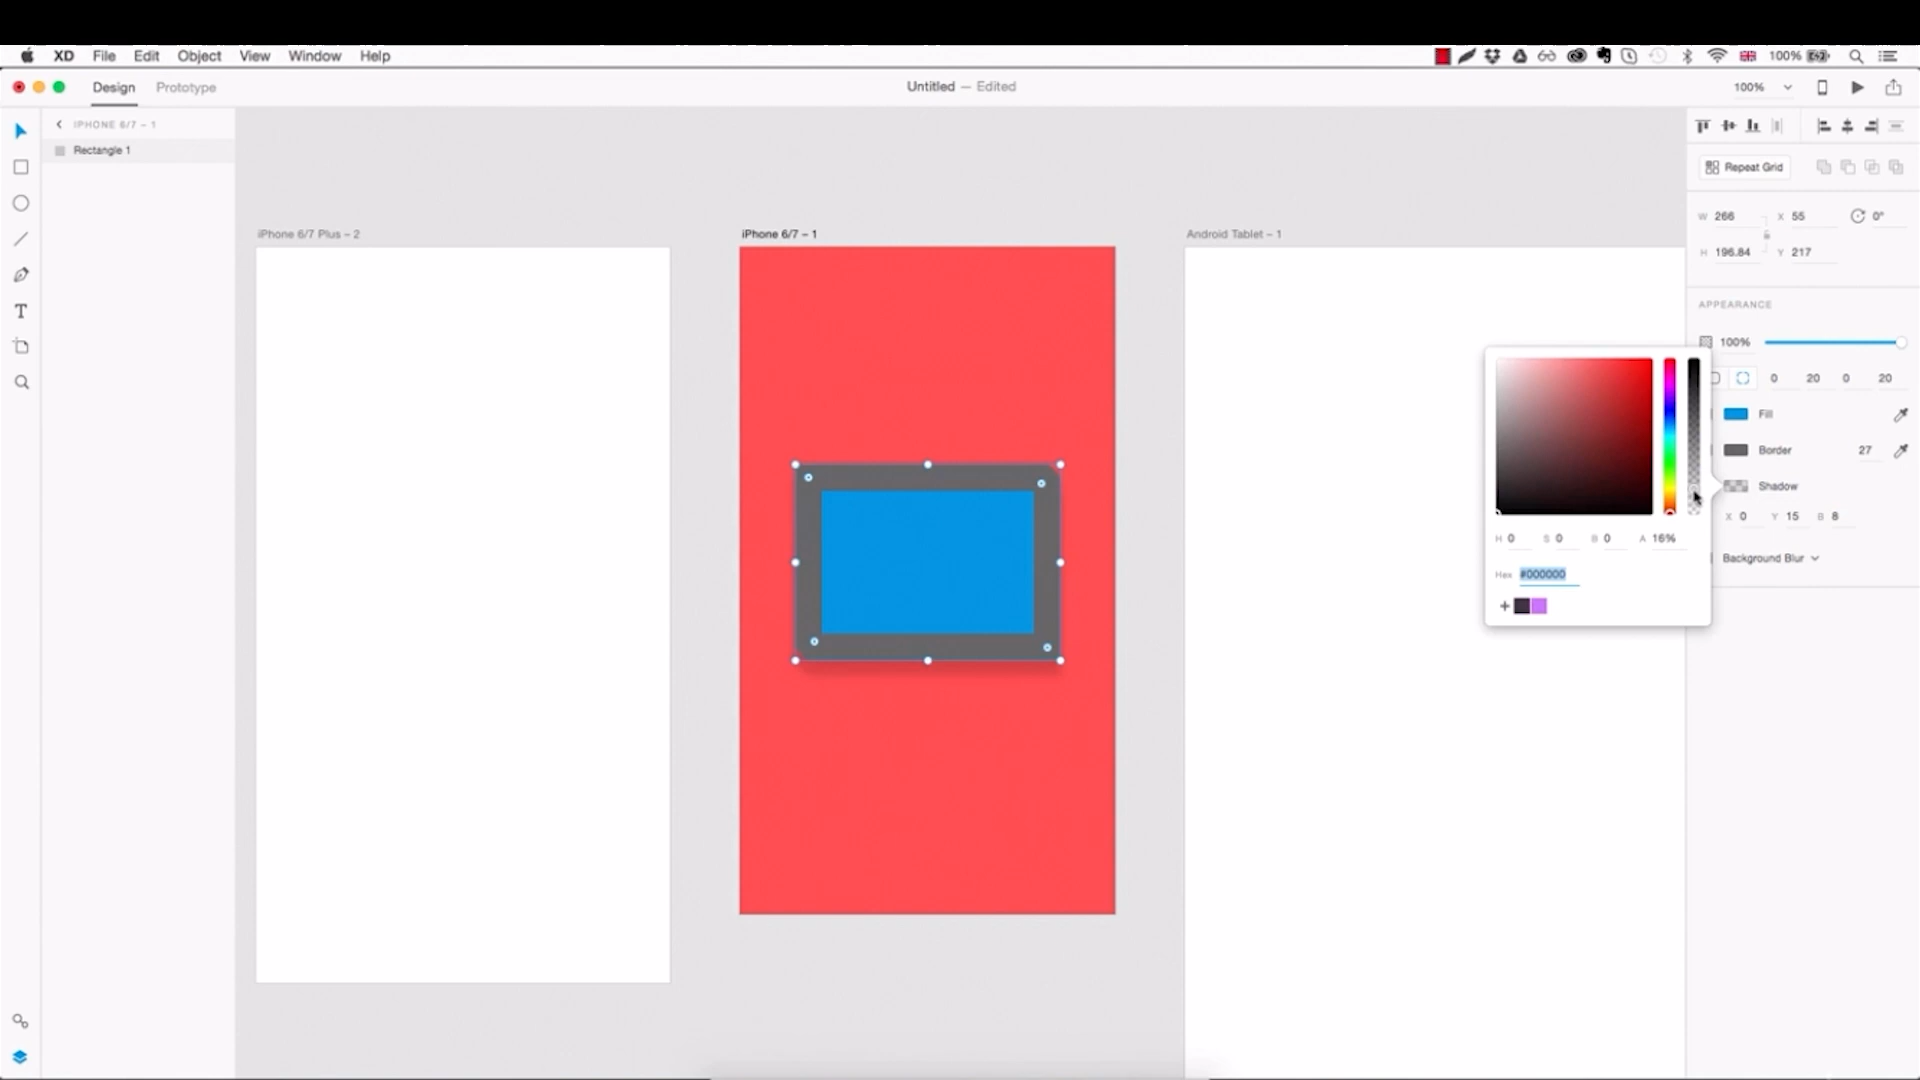 XD File Edit Object View Window Help 100%
Design Prototype Untitled — Edited 100%
IPHONE 6/7 – 1
Rectangle 1
Repeat Grid
W 266 X 55 0°
H 196.84 Y 217
iPhone 6/7 Plus – 2 iPhone 6/7 – 1 Android Tablet – 1
APPEARANCE
100%
0 20 0 20
Fill
Border 27
Shadow
X 0 Y 15 B 8
H 0 S 0 B 0 A 16%
Background Blur
Hex #000000